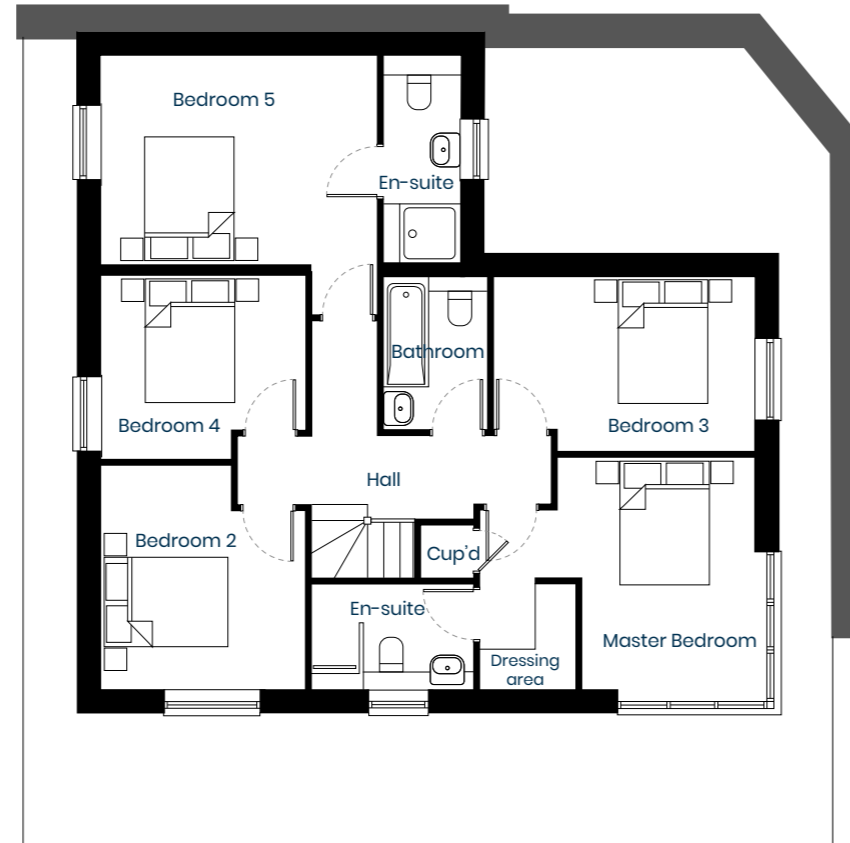 Bedroom 5
En-suite
Bathroom
Bedroom 4
Bedroom 3
Hall
Bedroom 2
Cup'd
En-suite
Master Bedroom
Dressing
area